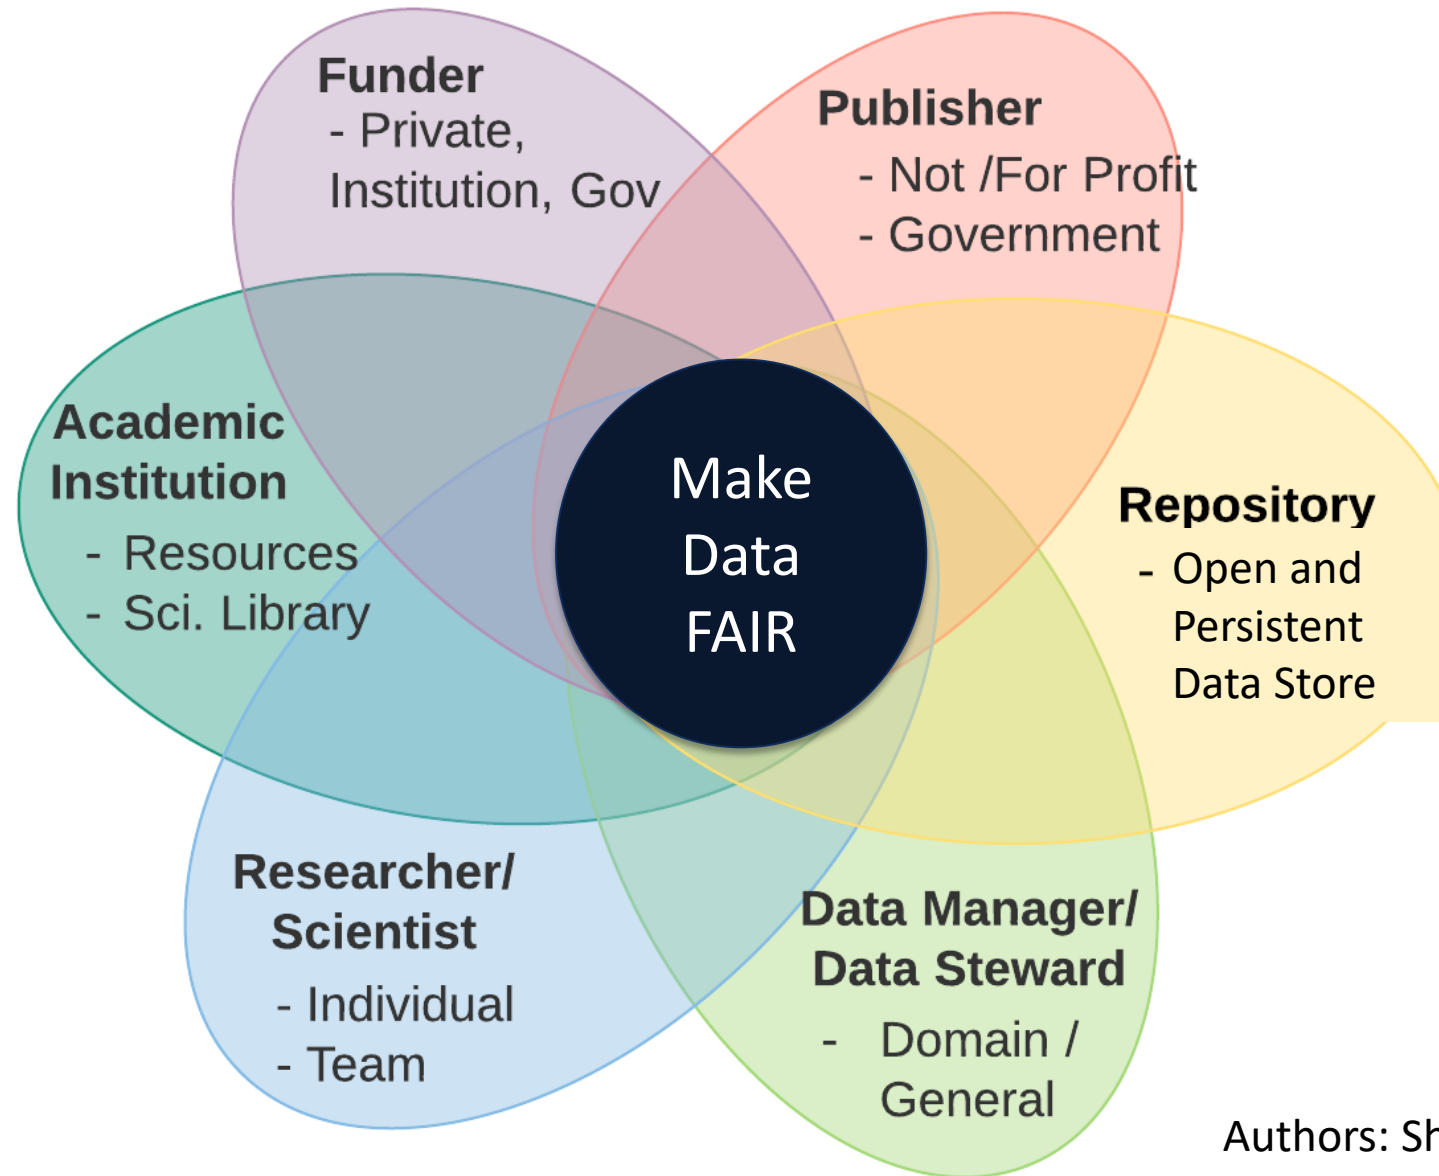 Funder
- Private,
Institution, Gov
Publisher
- Not /For Profit
- Government
Academic
Institution
- Resources
- Sci. Library
Make
Data
FAIR
Repository
- Open and
Persistent
Data Store
Researcher/
Scientist
- Individual
- Team
Data Manager/
Data Steward
- Domain /
General
Authors: